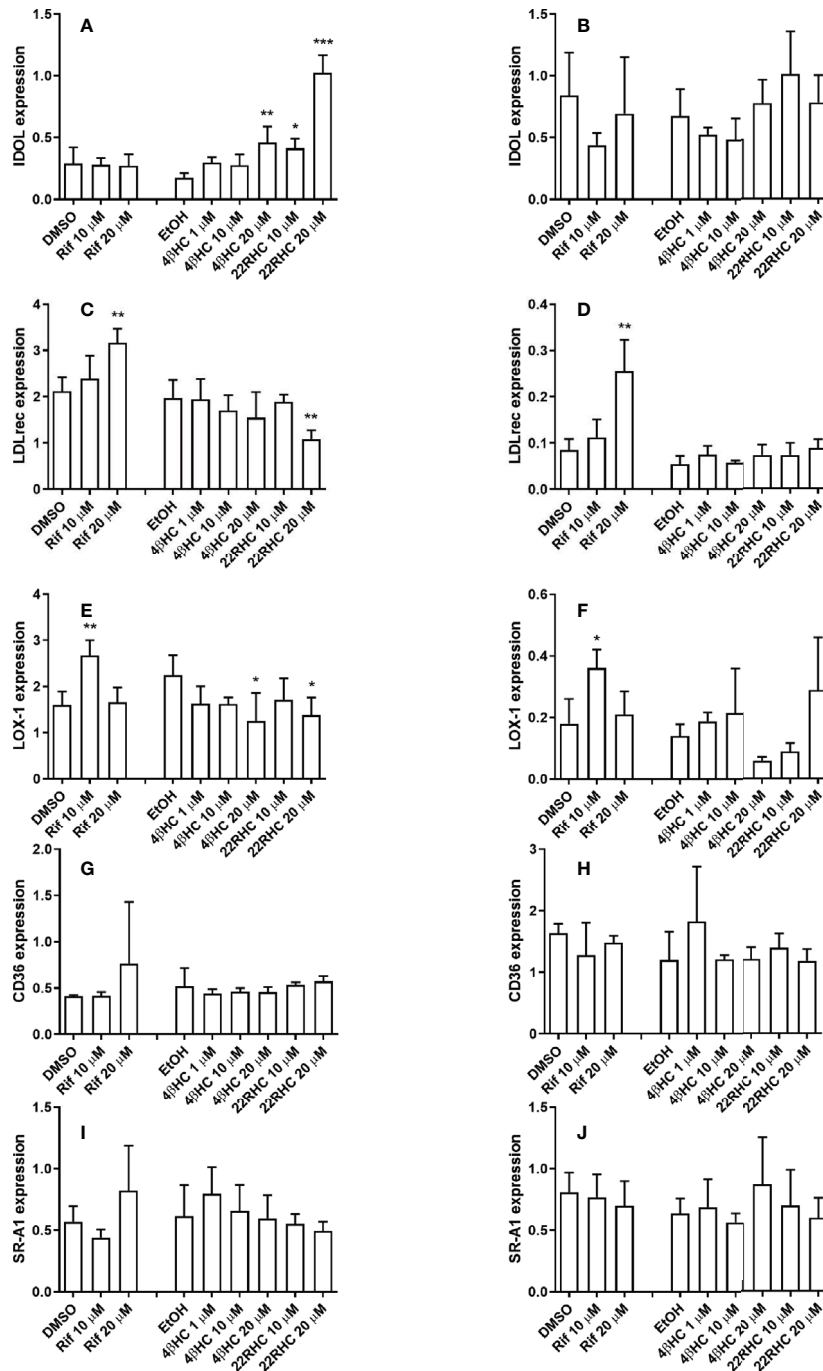 A
IDOL expression
1.5
1.0
0.5
0.0
**
*
***
DMSO
Rif 10 μM
Rif 20 μM
EtOH
4βHC 1 μM
4βHC 10 μM
4βHC 20 μM
22RHC 10 μM
22RHC 20 μM
B
IDOL expression
1.5
1.0
0.5
0.0
DMSO
Rif 10 μM
Rif 20 μM
EtOH
4βHC 1 μM
4βHC 10 μM
4βHC 20 μM
22RHC 10 μM
22RHC 20 μM
C
LDLrec expression
4
3
2
1
0
**
**
DMSO
Rif 10 μM
Rif 20 μM
EtOH
4βHC 1 μM
4βHC 10 μM
4βHC 20 μM
22RHC 10 μM
22RHC 20 μM
D
LDLrec expression
0.4
0.3
0.2
0.1
0.0
**
DMSO
Rif 10 μM
Rif 20 μM
EtOH
4βHC 1 μM
4βHC 10 μM
4βHC 20 μM
22RHC 10 μM
22RHC 20 μM
E
LOX-1 expression
4
3
2
1
0
**
*
*
DMSO
Rif 10 μM
Rif 20 μM
EtOH
4βHC 1 μM
4βHC 10 μM
4βHC 20 μM
22RHC 10 μM
22RHC 20 μM
F
LOX-1 expression
0.6
0.4
0.2
0.0
*
DMSO
Rif 10 μM
Rif 20 μM
EtOH
4βHC 1 μM
4βHC 10 μM
4βHC 20 μM
22RHC 10 μM
22RHC 20 μM
G
CD36 expression
2.0
1.5
1.0
0.5
0.0
DMSO
Rif 10 μM
Rif 20 μM
EtOH
4βHC 1 μM
4βHC 10 μM
4βHC 20 μM
22RHC 10 μM
22RHC 20 μM
H
CD36 expression
3
2
1
0
DMSO
Rif 10 μM
Rif 20 μM
EtOH
4βHC 1 μM
4βHC 10 μM
4βHC 20 μM
22RHC 10 μM
22RHC 20 μM
I
SR-A1 expression
1.5
1.0
0.5
0.0
DMSO
Rif 10 μM
Rif 20 μM
EtOH
4βHC 1 μM
4βHC 10 μM
4βHC 20 μM
22RHC 10 μM
22RHC 20 μM
J
SR-A1 expression
1.5
1.0
0.5
0.0
DMSO
Rif 10 μM
Rif 20 μM
EtOH
4βHC 1 μM
4βHC 10 μM
4βHC 20 μM
22RHC 10 μM
22RHC 20 μM